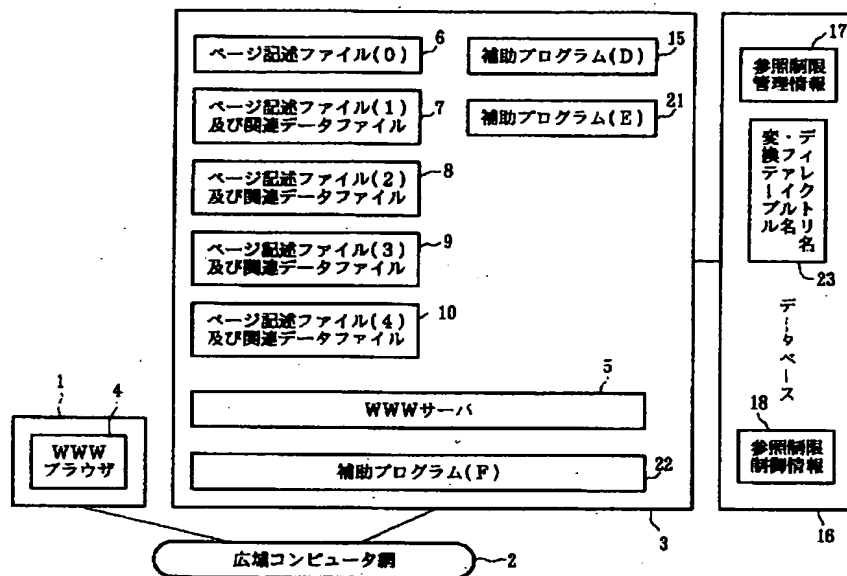 6
ページ記述ファイル(0)
15
補助プログラム(D)
17
参照制限
管理情報
ページ記述ファイル(1)
及び関連データファイル
7
補助プログラム(E)
21
ディレクトリ名
・ファイル名
変換テーブル
23
ページ記述ファイル(2)
及び関連データファイル
8
ページ記述ファイル(3)
及び関連データファイル
9
ページ記述ファイル(4)
及び関連データファイル
10
データベース
5
WWWサーバ
1
4
WWW
ブラウザ
18
参照制限
制御情報
補助プログラム(F)
22
3
16
広域コンピュータ網
2